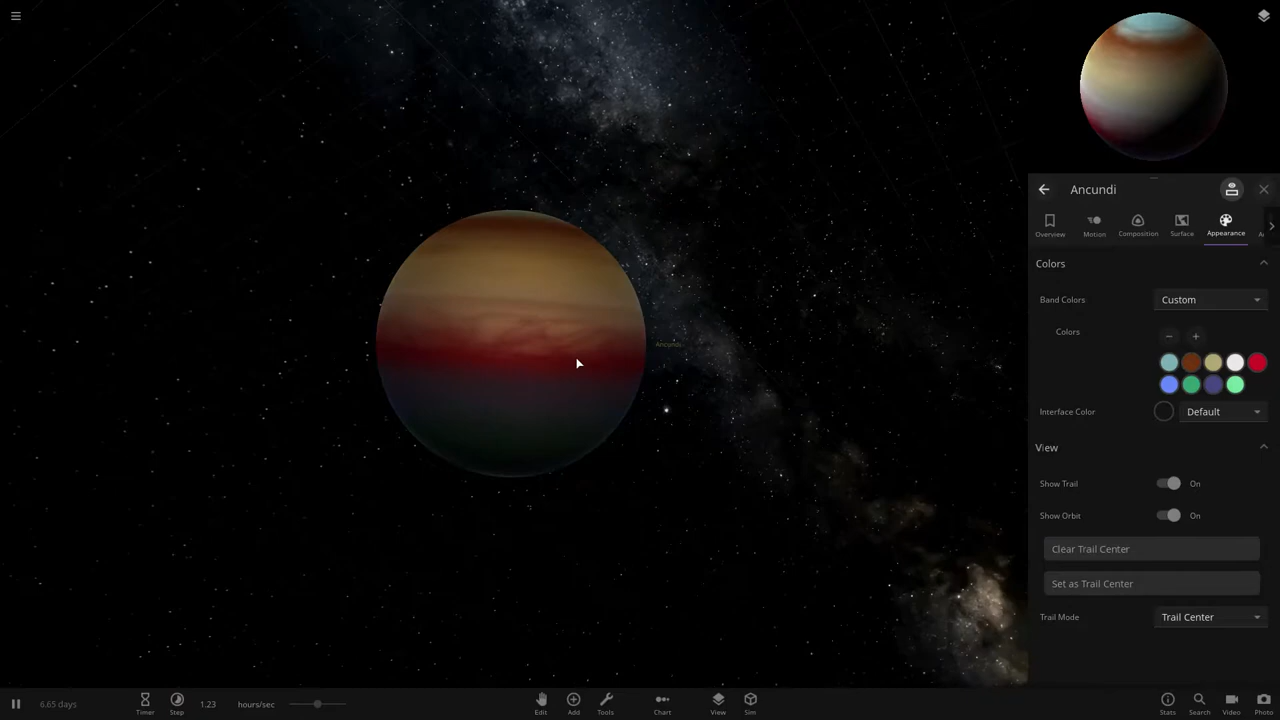 Ancundi
Overview
Motion
Composition
Surface
Appearance
Colors
Band Colors
Custom
Colors
Ancundi
Interface Color
Default
View
Show Trail
On
Show Orbit
On
Clear Trail Center
Set as Trail Center
Trail Mode
Trail Center
6.65 days
Timer
Step
1.23
hours/sec
Edit
Add
Tools
Chart
View
Sim
Stats
Search
Video
Photo